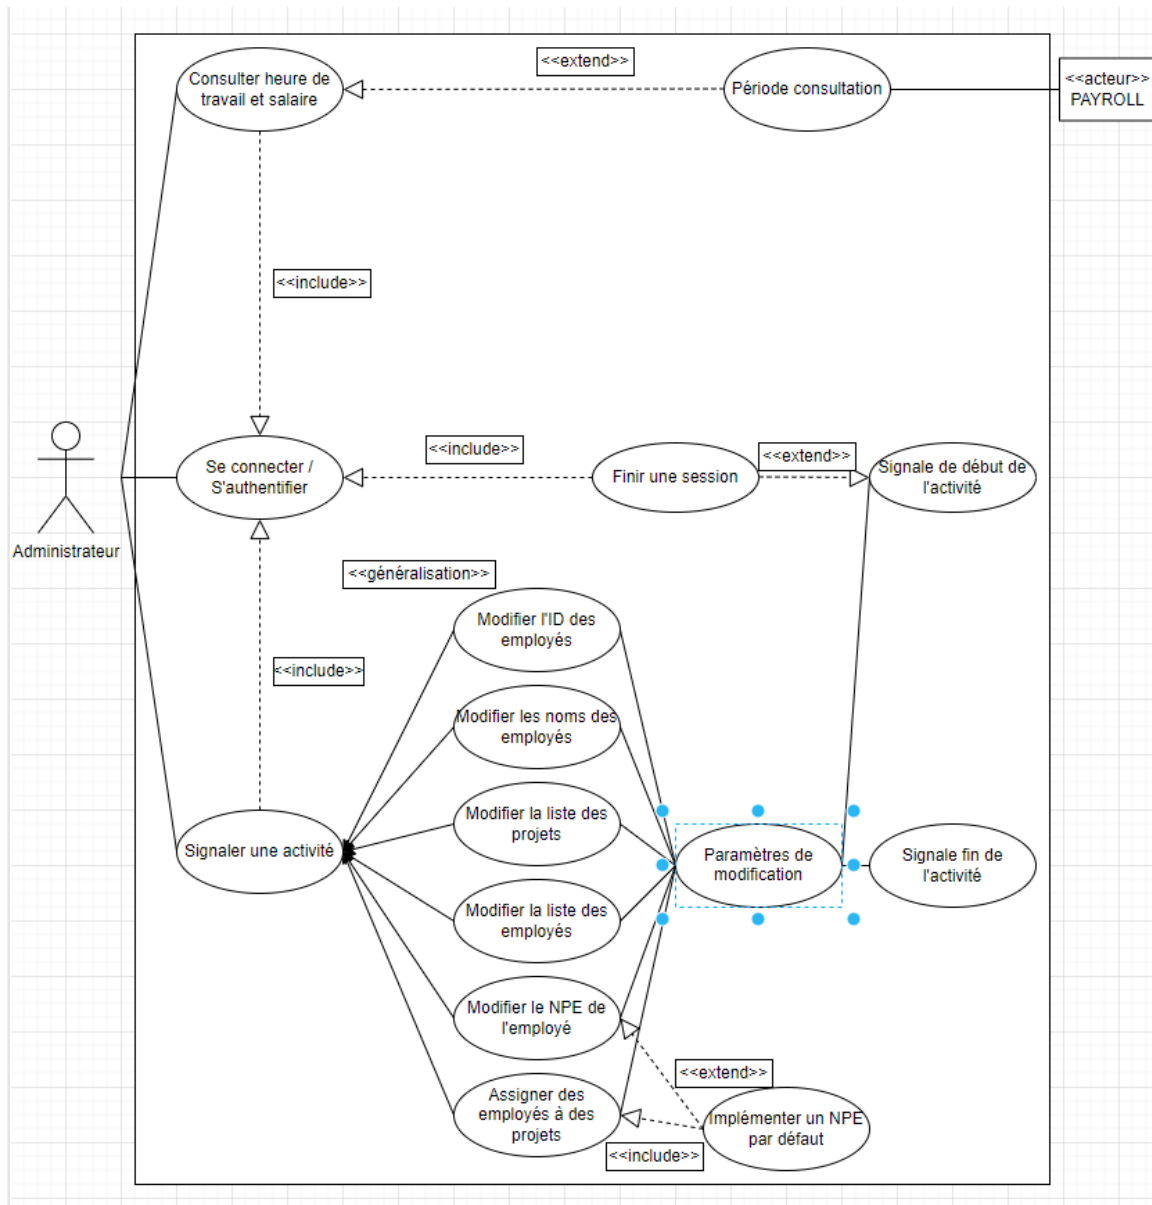 <<extend>>
<<acteur>>
PAYROLL
Consulter heure de
travail et salaire
Période consultation
<<include>>
<<include>>
<<extend>>
Se connecter /
S'authentifier
Finir une session
Signale de début de
l'activité
Administrateur
<<généralisation>>
Modifier l'ID des
employés
<<include>>
Modifier les noms des
employés
Modifier la liste des
projets
Signaler une activité
Paramètres de
modification
Signale fin de
l'activité
Modifier la liste des
employés
Modifier le NPE de
l'employé
<<extend>>
Assigner des
employés à des
projets
Implémenter un NPE
par défaut
<<include>>